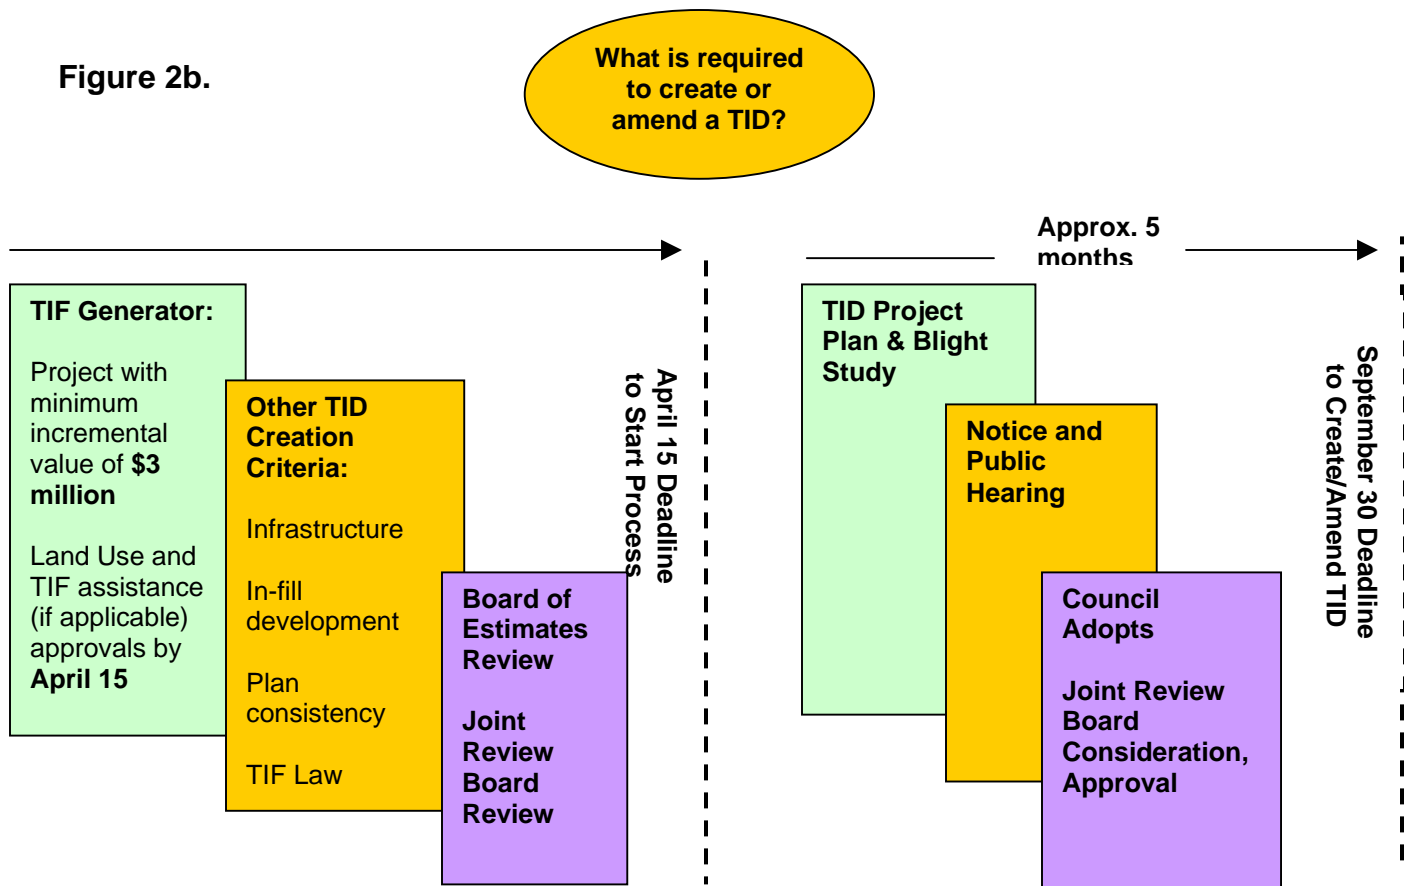 Figure 2b.
What is required
to create or
amend a TID?
TIF Generator:
Project with
minimum
incremental
value of $3
million
Land Use and
TIF assistance
(if applicable)
approvals by
April 15
Other TID
Creation
Criteria:
Infrastructure
In-fill
development
Plan
consistency
TIF Law
Board of
Estimates
Review
Joint
Review
Board
Review
April 15 Deadline
to Start Process
Approx. 5
months
TID Project
Plan & Blight
Study
Notice and
Public
Hearing
Council
Adopts
Joint Review
Board
Consideration,
Approval
September 30 Deadline
to Create/Amend TID